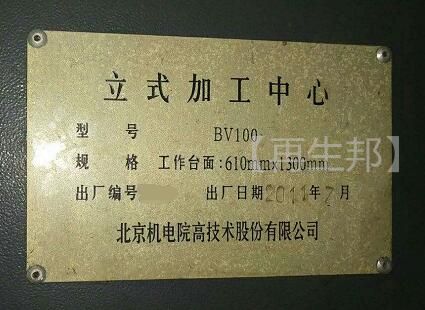 立式加工中心
型 号 BV100
规 格 工作台面:610mmx1300mm
【再生邦】
出厂编号 出厂日期2011年7月
北京机电院高技术股份有限公司